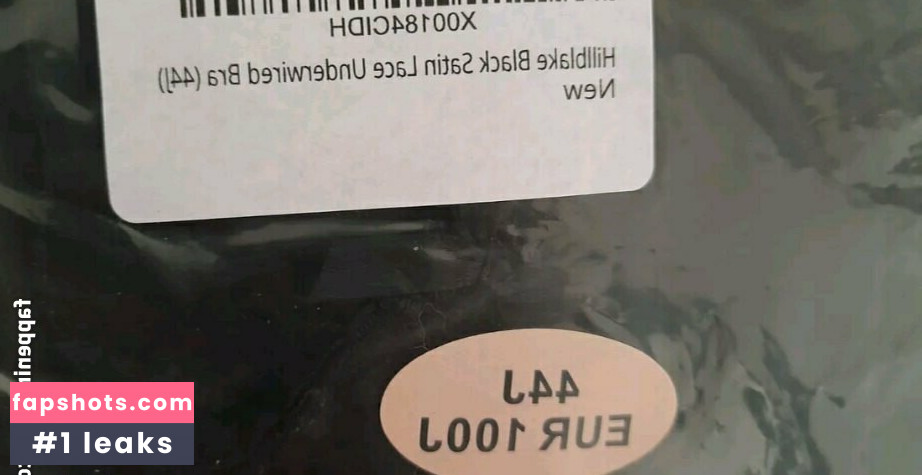 X00184CIDH
Hillblake Black Satin Lace Underwired Bra (44J)
New
44J
EUR 100J
fapshots.com
#1 leaks